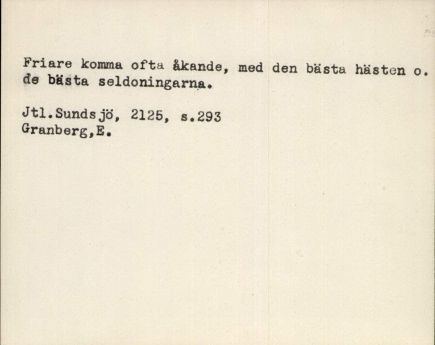 Friare komma ofta åkande, med den bästa hästen o.
de bästa seldoningarna.
Jtl.Sundsjö, 2125, s.293
Granberg,E.